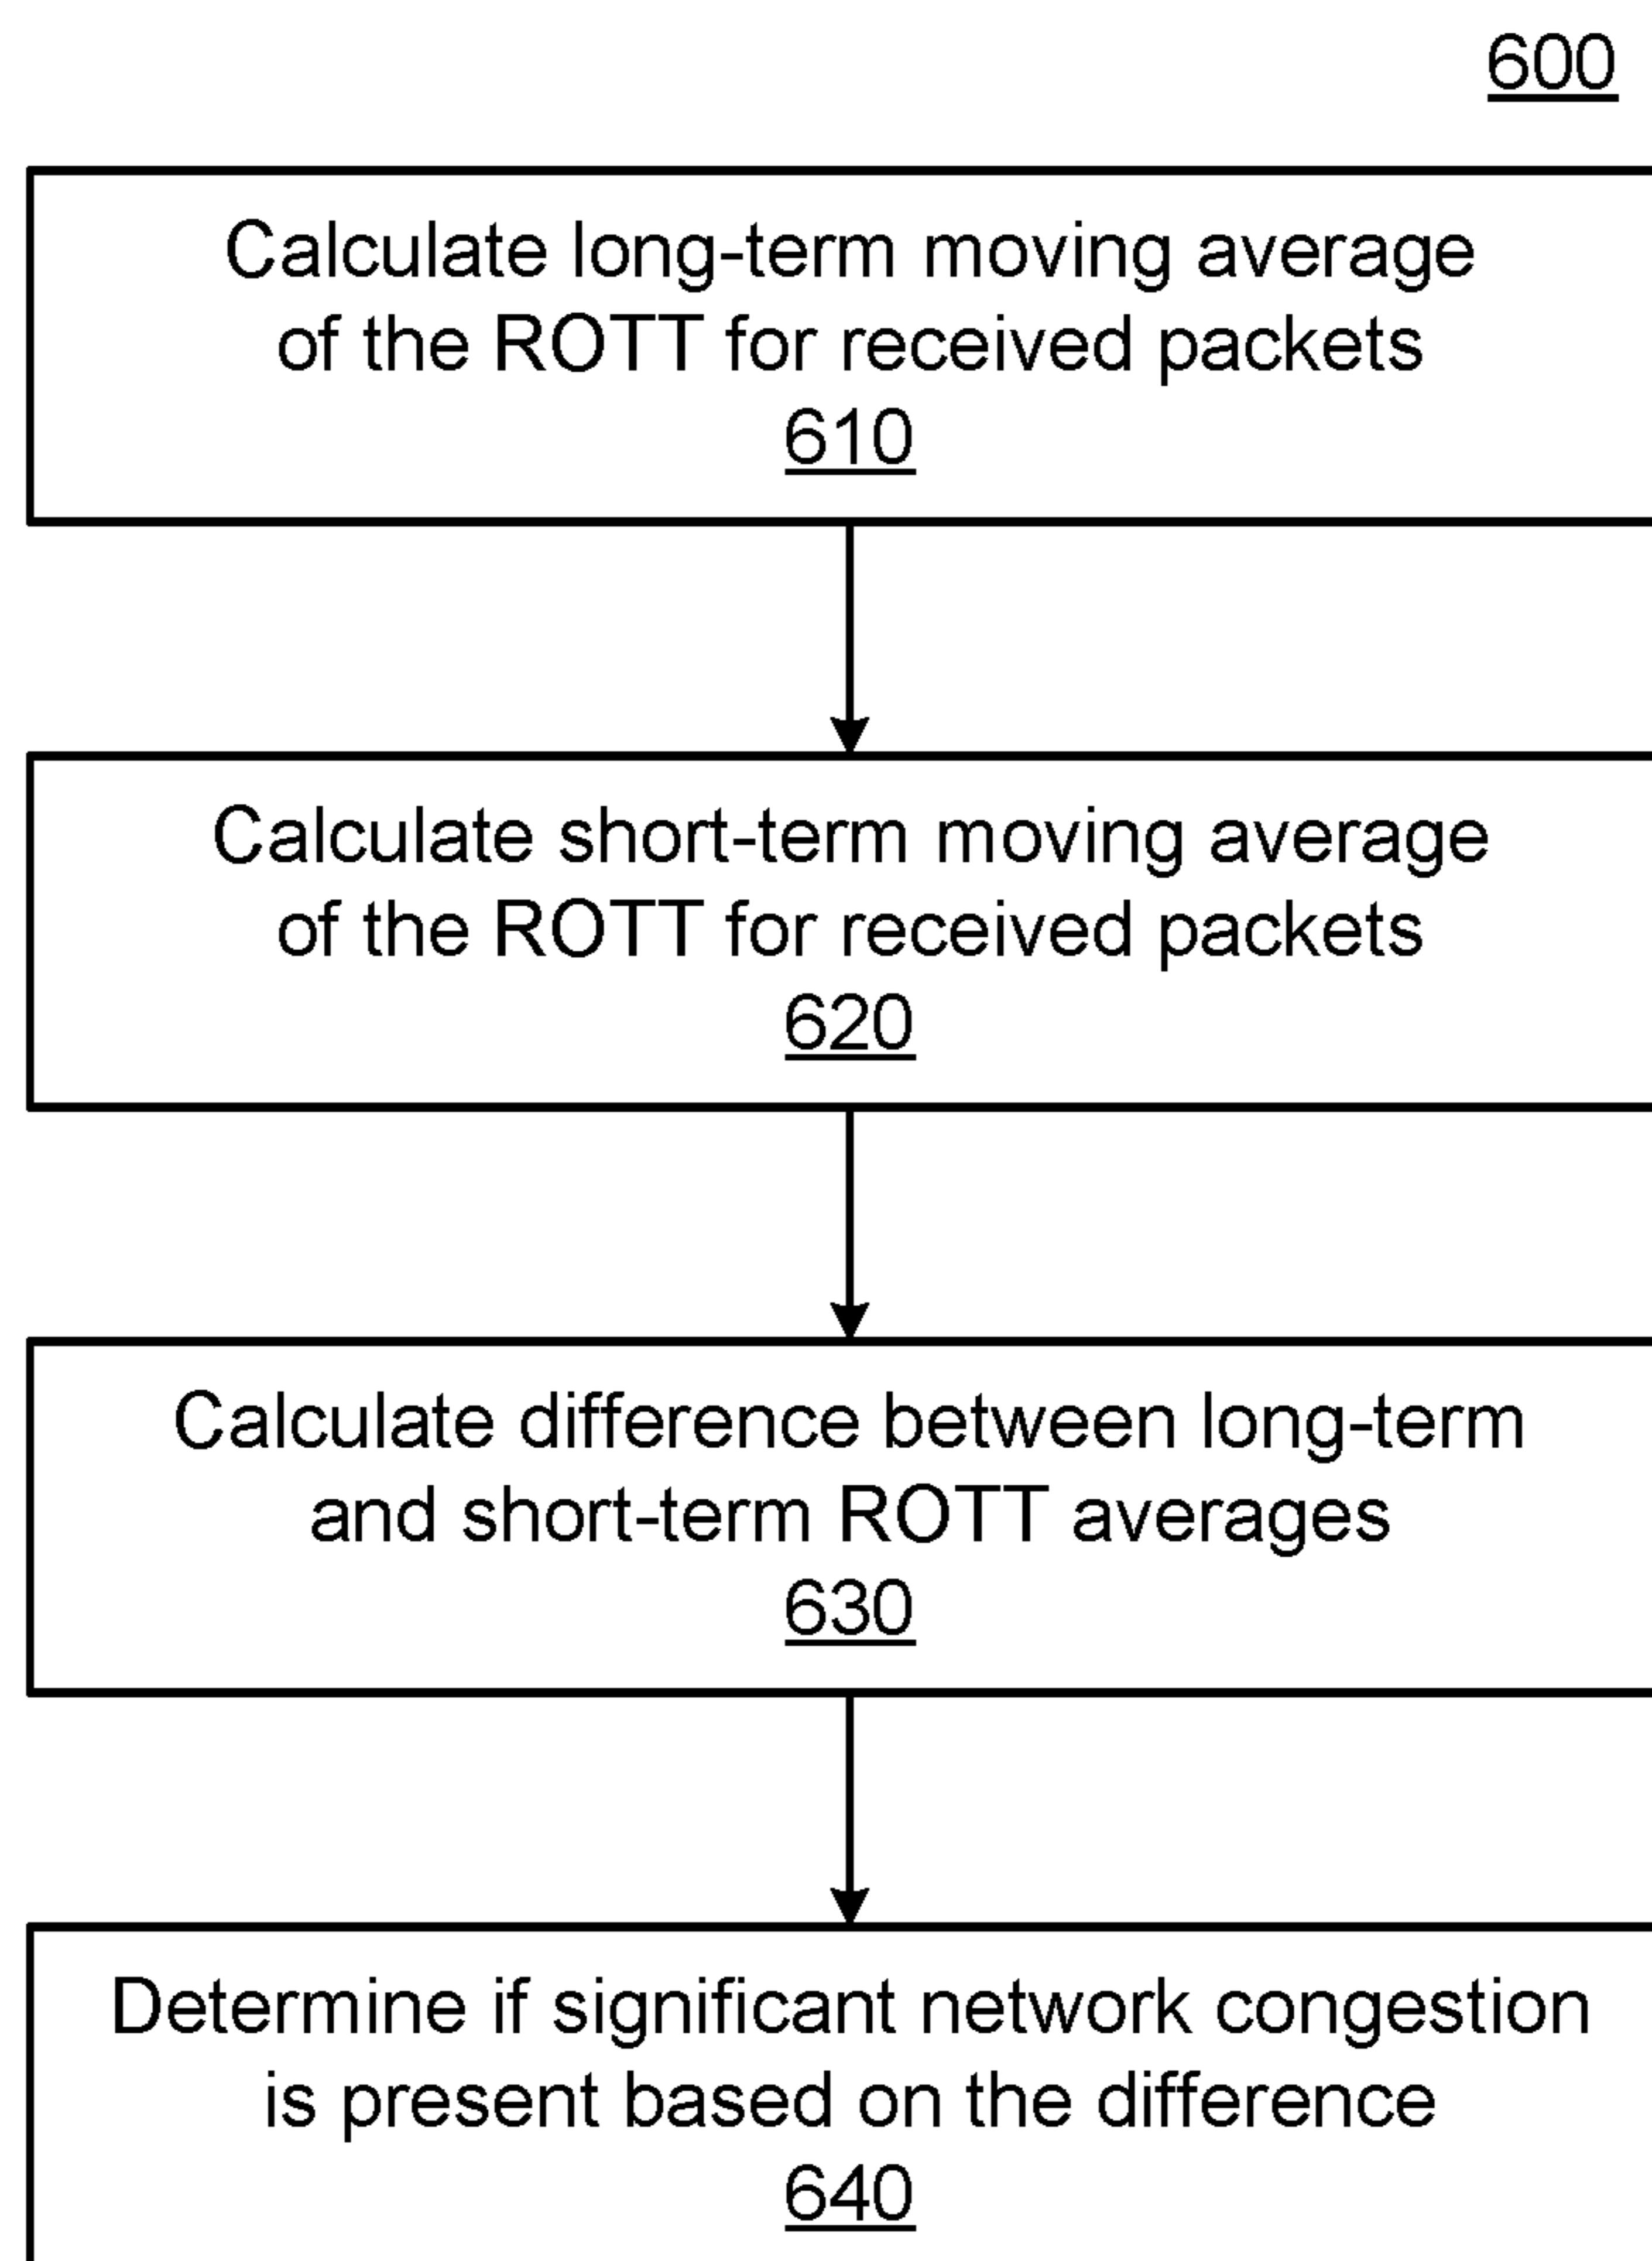 600
Calculate long-term moving average
of the ROTT for received packets
610
Calculate short-term moving average
of the ROTT for received packets
620
Calculate difference between long-term
and short-term ROTT averages
630
Determine if significant network congestion
is present based on the difference
640